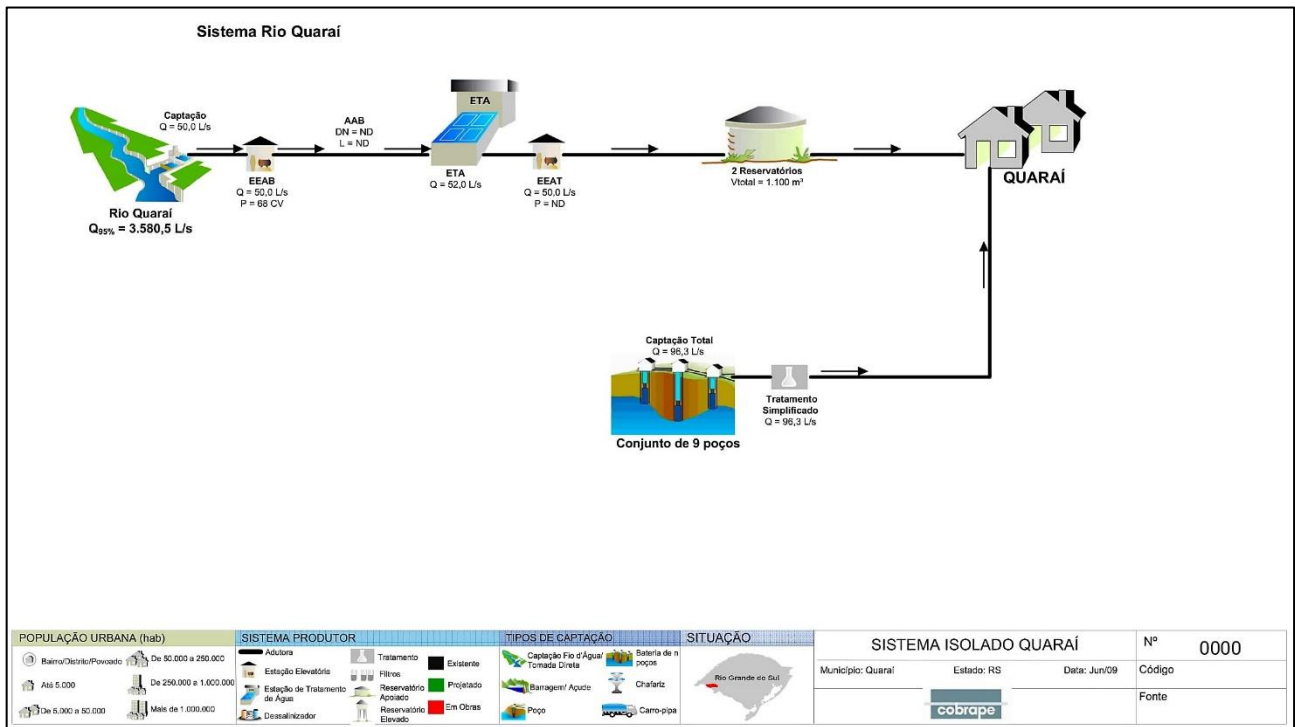 Sistema Rio Quaraí
Captação
Q = 50,0 L/s
Rio Quaraí
Q95% = 3.580,5 L/s
EEAB
Q = 50,0 L/s
P = 68 CV
AAB
DN = ND
L = ND
ETA
ETA
Q = 52,0 L/s
EEAT
Q = 50,0 L/s
P = ND
2 Reservatórios
Vtotal = 1.100 m³
QUARAÍ
Captação Total
Q = 96,3 L/s
Conjunto de 9 poços
Tratamento
Simplificado
Q = 96,3 L/s
POPULAÇÃO URBANA (hab)
Bairro/Distrito/Povoado
Até 5.000
De 5.000 a 50.000
De 50.000 a 250.000
De 250.000 a 1.000.000
Mais de 1.000.000
SISTEMA PRODUTOR
Adutora
Estação Elevatória
Estação de Tratamento
de Água
Dessalinizador
Tratamento
Filtros
Reservatório
Apoiado
Reservatório
Elevado
Existente
Projetado
Em Obras
TIPOS DE CAPTAÇÃO
Captação Fio d'Água/
Tomada Direta
Barragem/ Açude
Poço
Bateria de n
poços
Chafariz
Carro-pipa
SITUAÇÃO
Rio Grande do Sul
SISTEMA ISOLADO QUARAÍ
Município: Quaraí
Estado: RS
Data: Jun/09
cobrape
Nº
0000
Código
Fonte